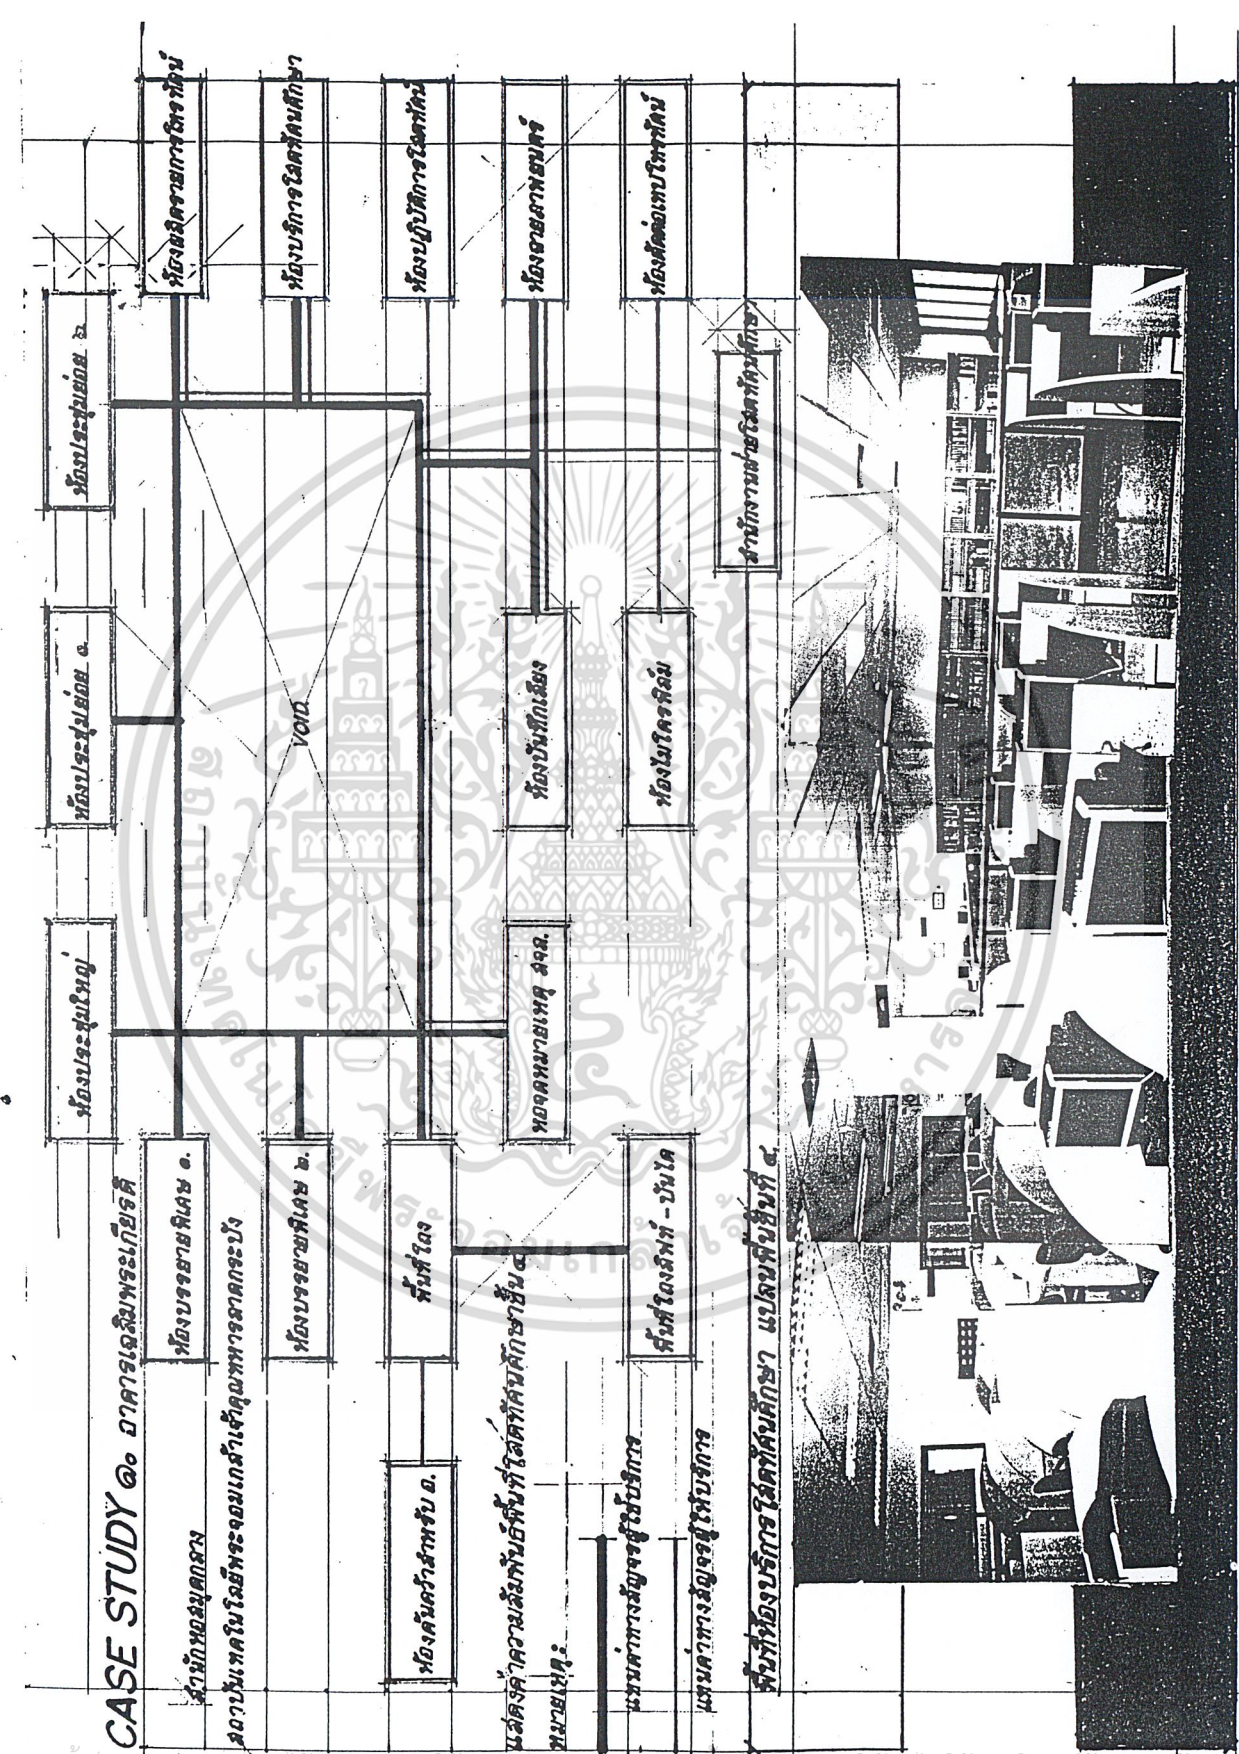 CASE STUDY ๑๐ อาคารเฉลิมพระเกียรติ
สำนักหอสมุดกลาง
สถาบันเทคโนโลยีพระจอมเกล้าเจ้าคุณทหารลาดกระบัง
ห้องประชุมใหญ่
ห้องประชุมย่อย ๑.
ห้องประชุมย่อย ๒
ห้องบรรยายพิเศษ ๑.
ห้องผลิตรายการโทรทัศน์
ห้องบรรยายพิเศษ ๒.
VOID.
ห้องบริการโสตทัศนศึกษา
ห้องค้นคว้าสำหรับ อ.
พื้นที่โถง
ห้องปฏิบัติการโสตทัศน์
หอจดหมายเหตุ สจล.
ห้องบันทึกเสียง
ห้องฉายภาพยนตร์
พื้นที่โถงลิฟท์ - บันได
ห้องไมโครฟิล์ม
ห้องตัดต่อเทปโทรทัศน์
สำนักงานฝ่ายโสตทัศนศึกษา
แสดงค่าความสัมพันธ์พื้นที่โสตทัศนศึกษาชั้น ๔
หมายเหตุ:
แทนค่าทางสัญจรผู้ใช้บริการ
แทนค่าทางสัญจรผู้ให้บริการ
พื้นที่ห้องบริการโสตทัศนศึกษา แปลนพื้นชั้นที่ ๔